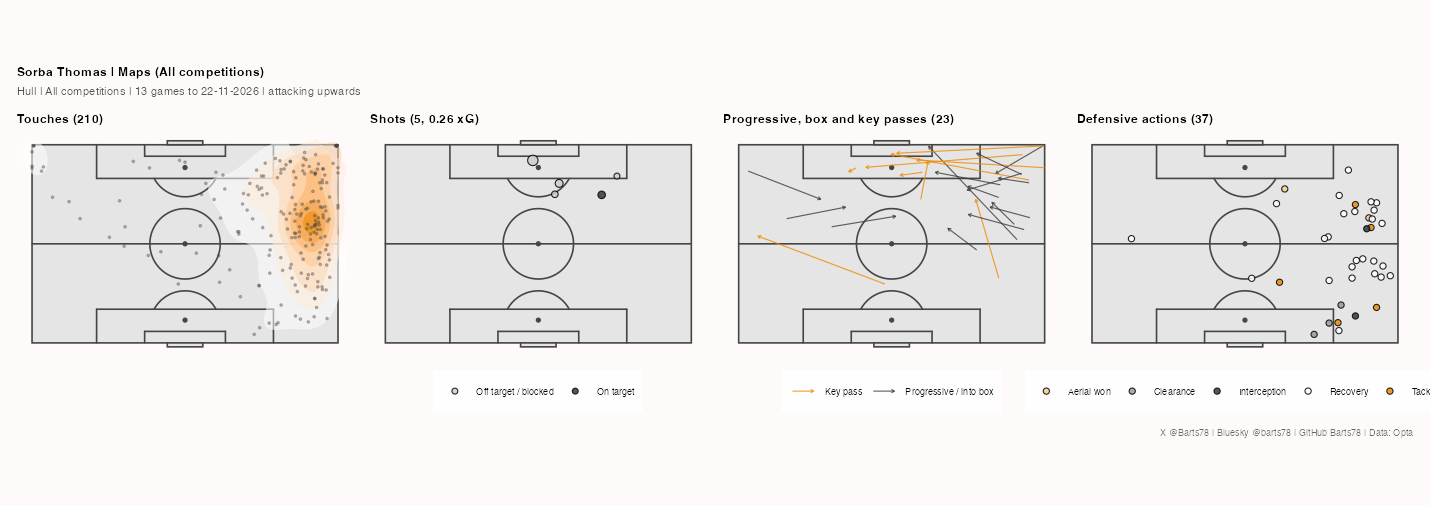 Sorba Thomas | Maps (All competitions)
Hull | All competitions | 13 games to 22-11-2026 | attacking upwards
Touches (210)
Shots (5, 0.26 xG)
Progressive, box and key passes (23)
Defensive actions (37)
Off target / blocked
On target
Key pass
Progressive / into box
Aerial won
Clearance
Interception
Recovery
Tack
X @Barts78 | Bluesky @barts78 | GitHub Barts78 | Data: Opta